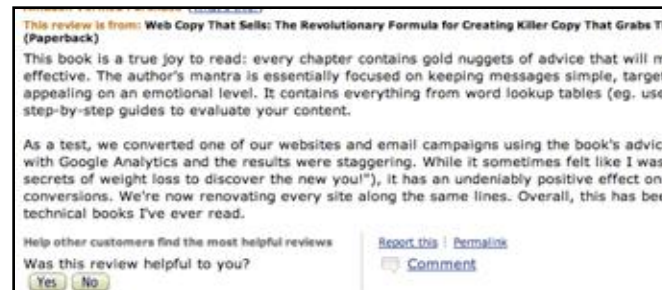 This review is from: Web Copy That Sells: The Revolutionary Formula for Creating Killer Copy That Grabs
(Paperback)
This book is a true joy to read: every chapter contains gold nuggets of advice that will
effective. The author's mantra is essentially focused on keeping messages simple,
appealing on an emotional level. It contains everything from word lookup tables (eg.
step-by-step guides to evaluate your content.
As a test, we converted one of our websites and email campaigns using the book's
with Google Analytics and the results were staggering. While it sometimes felt like I was
secrets of weight loss to discover the new you!"), it has an undeniably positive effect on
conversions. We're now renovating every site along the same lines. Overall, this has
technical books I've ever read.
Help other customers find the most helpful reviews
Report this | Permalink
Was this review helpful to you?
Comment
Yes No